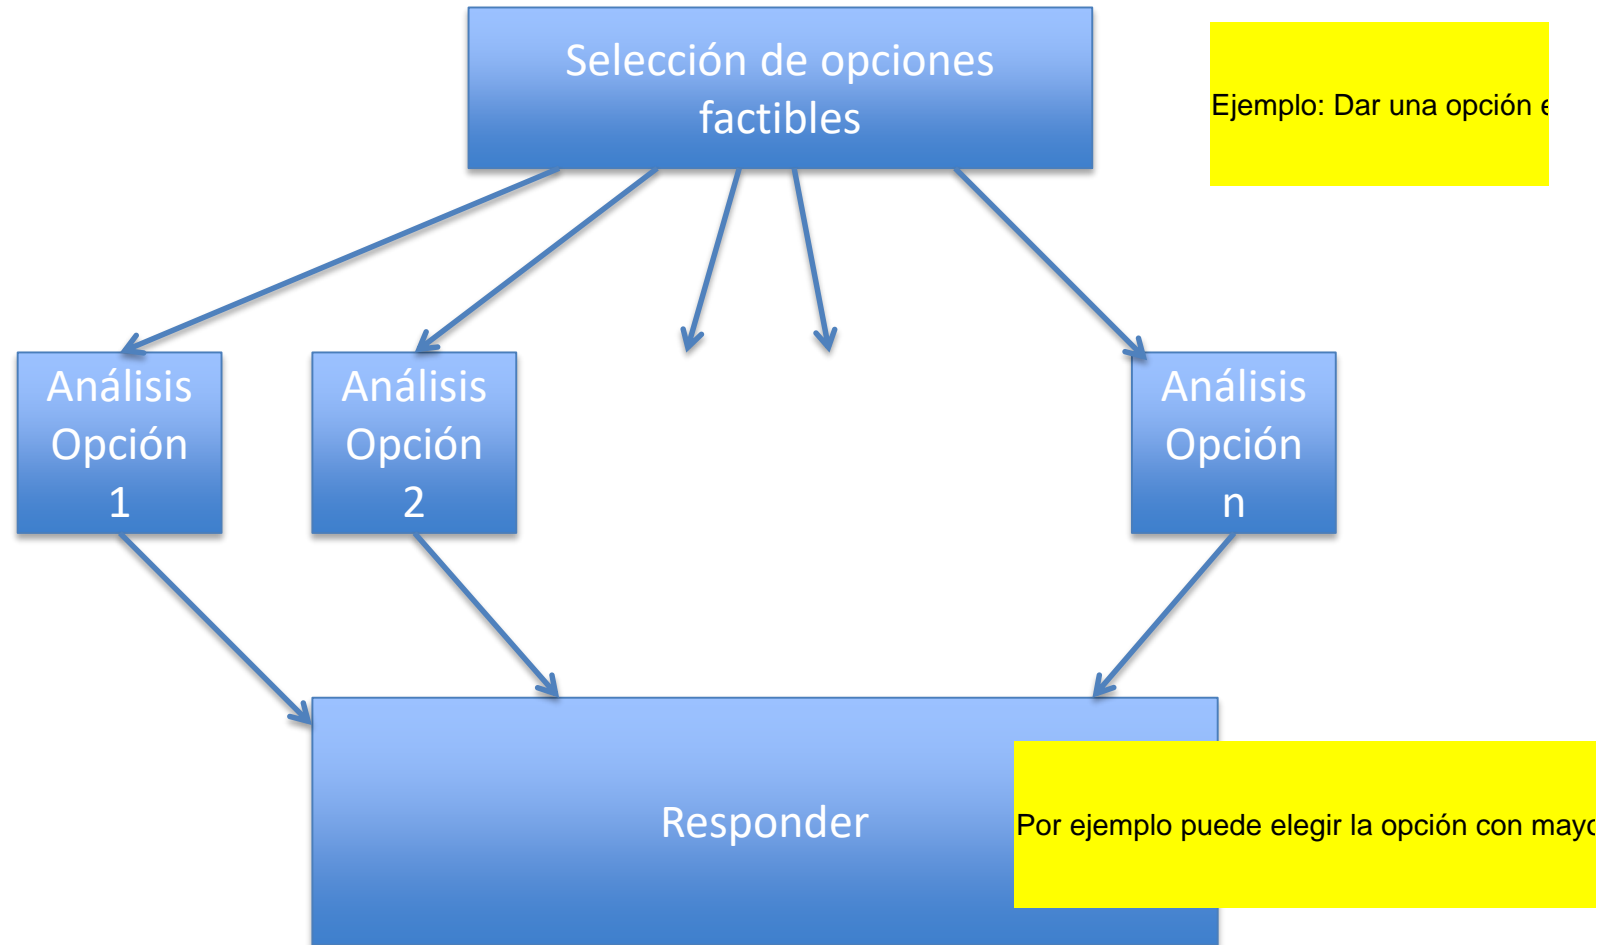 Selección de opciones
factibles
Ejemplo: Dar una opción
Análisis
Opción
1
Análisis
Opción
2
Análisis
Opción
n
Responder
Por ejemplo puede elegir la opción con